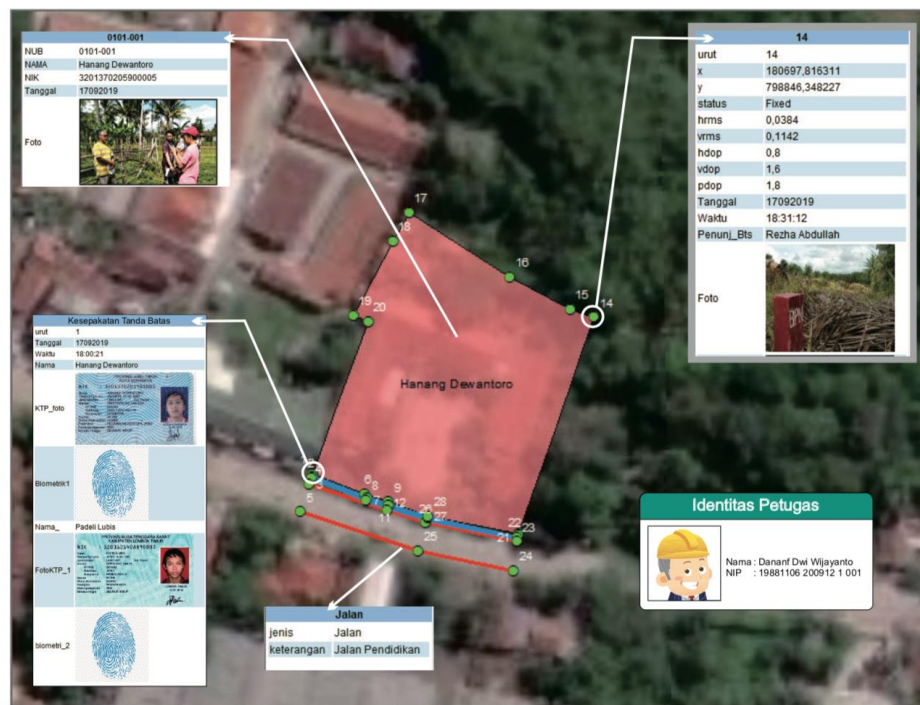 0101-001
NUB 0101-001
NAMA Hanang Dewantoro
NIK 3201370205900005
Tanggal 17092019
Foto
14
urut 14
x 180697,816311
y 798846,348227
status Fixed
hrms 0,0384
vrms 0,1142
hdop 0,8
vdop 1,6
pdop 1,8
Tanggal 17092019
Waktu 18:31:12
Penunj_Bts Rezha Abdullah
Foto
BPN
17
18
16
15
14
19
20
Hanang Dewantoro
Kesepakatan Tanda Batas
urut 1
Tanggal 17092019
Waktu 18:00:21
Nama Hanang Dewantoro
KTP_foto
Biometrik1
Nama_ Padeli Lubis
FotoKTP_1
biometri_2
5
6
8
9
12
11
26
28
27
25
22
23
21
24
Jalan
jenis Jalan
keterangan Jalan Pendidikan
Identitas Petugas
Nama : Dananf Dwi Wijayanto
NIP : 19881106 200912 1 001